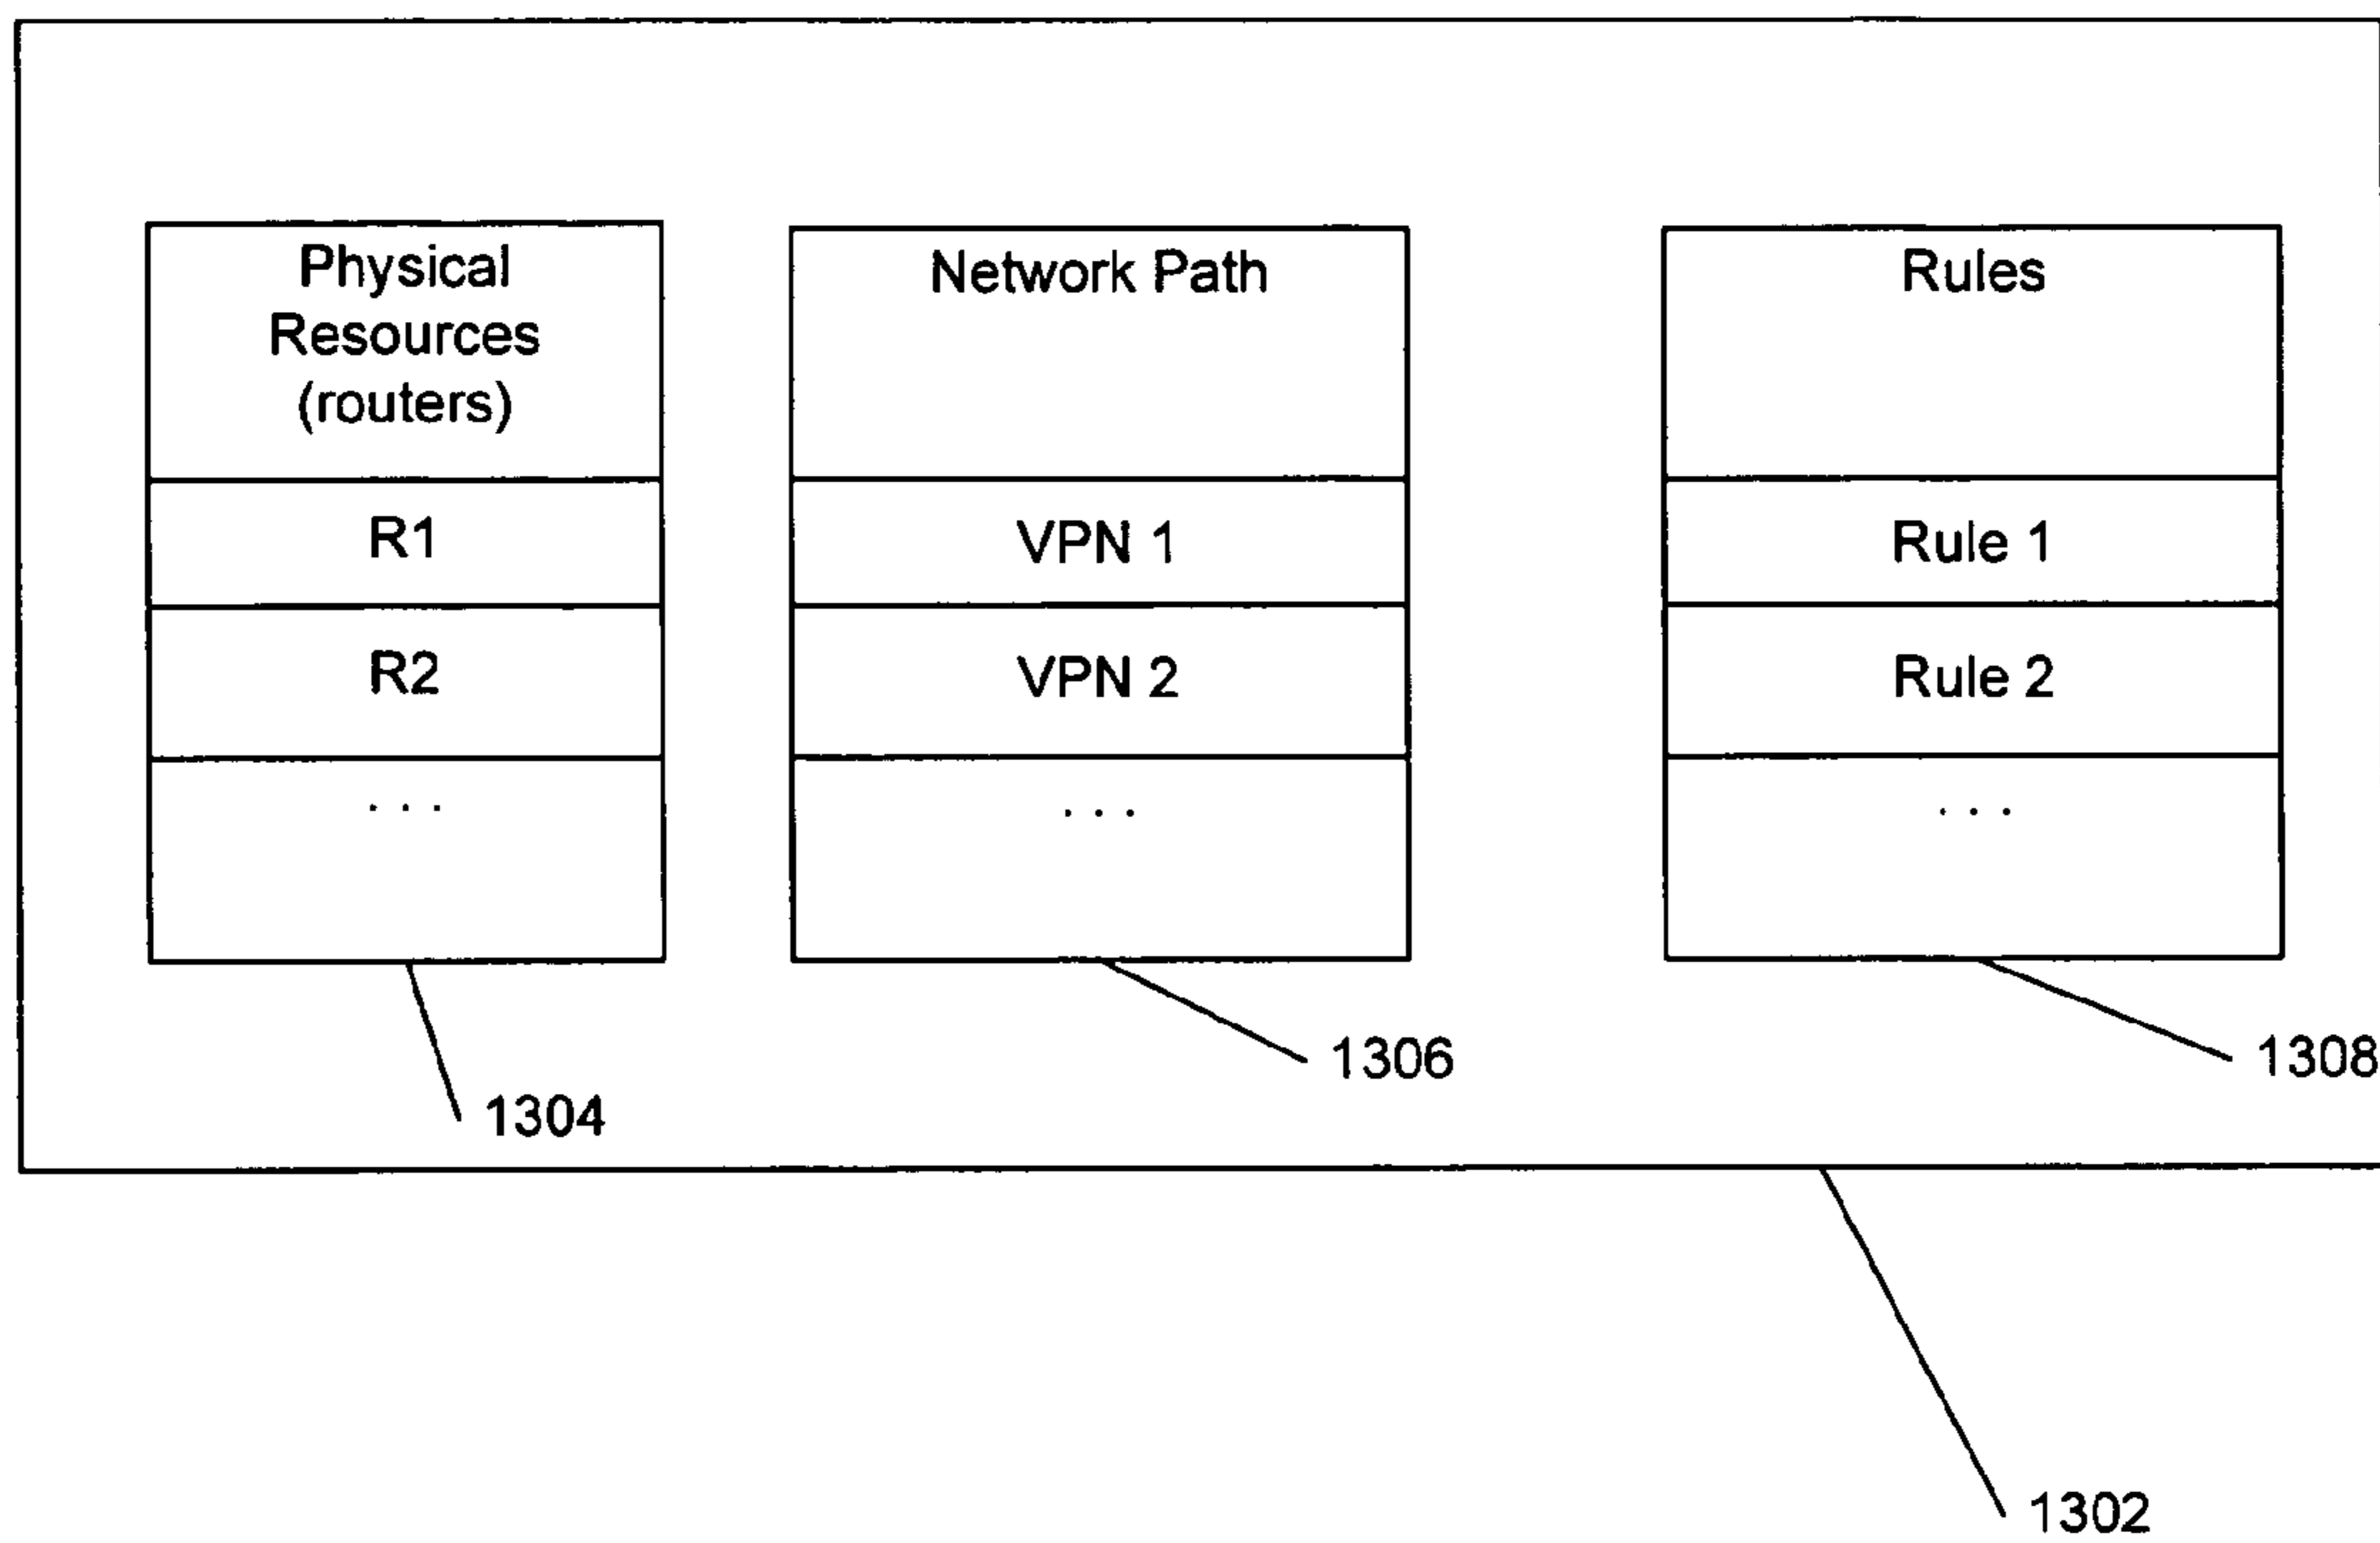 Physical
Resources
(routers)
R1
R2
. . .
1304
Network Path
VPN 1
VPN 2
. . .
1306
Rules
Rule 1
Rule 2
. . .
1308
1302